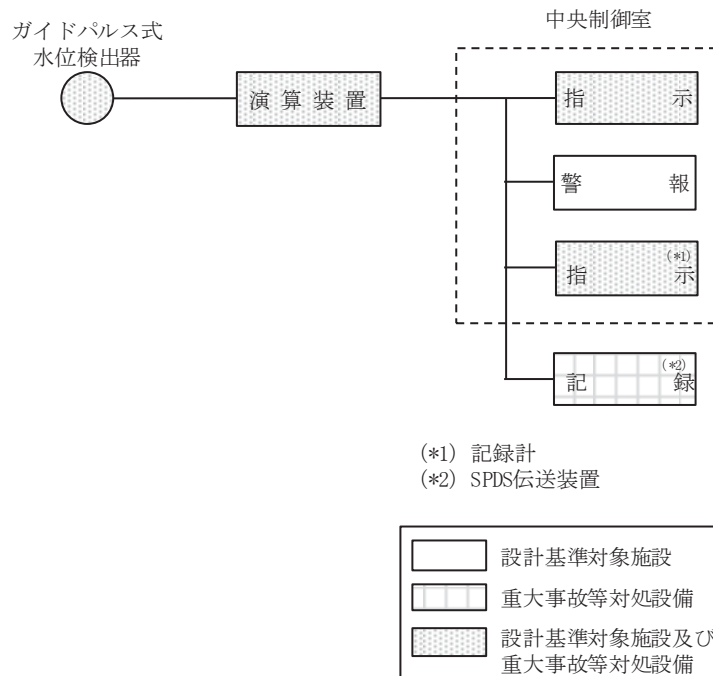 中央制御室
ガイドパルス式
水位検出器
演算装置
指示
警報
指示(*1)
記録(*2)
(*1) 記録計
(*2) SPDS伝送装置
設計基準対象施設
重大事故等対処設備
設計基準対象施設及び
重大事故等対処設備